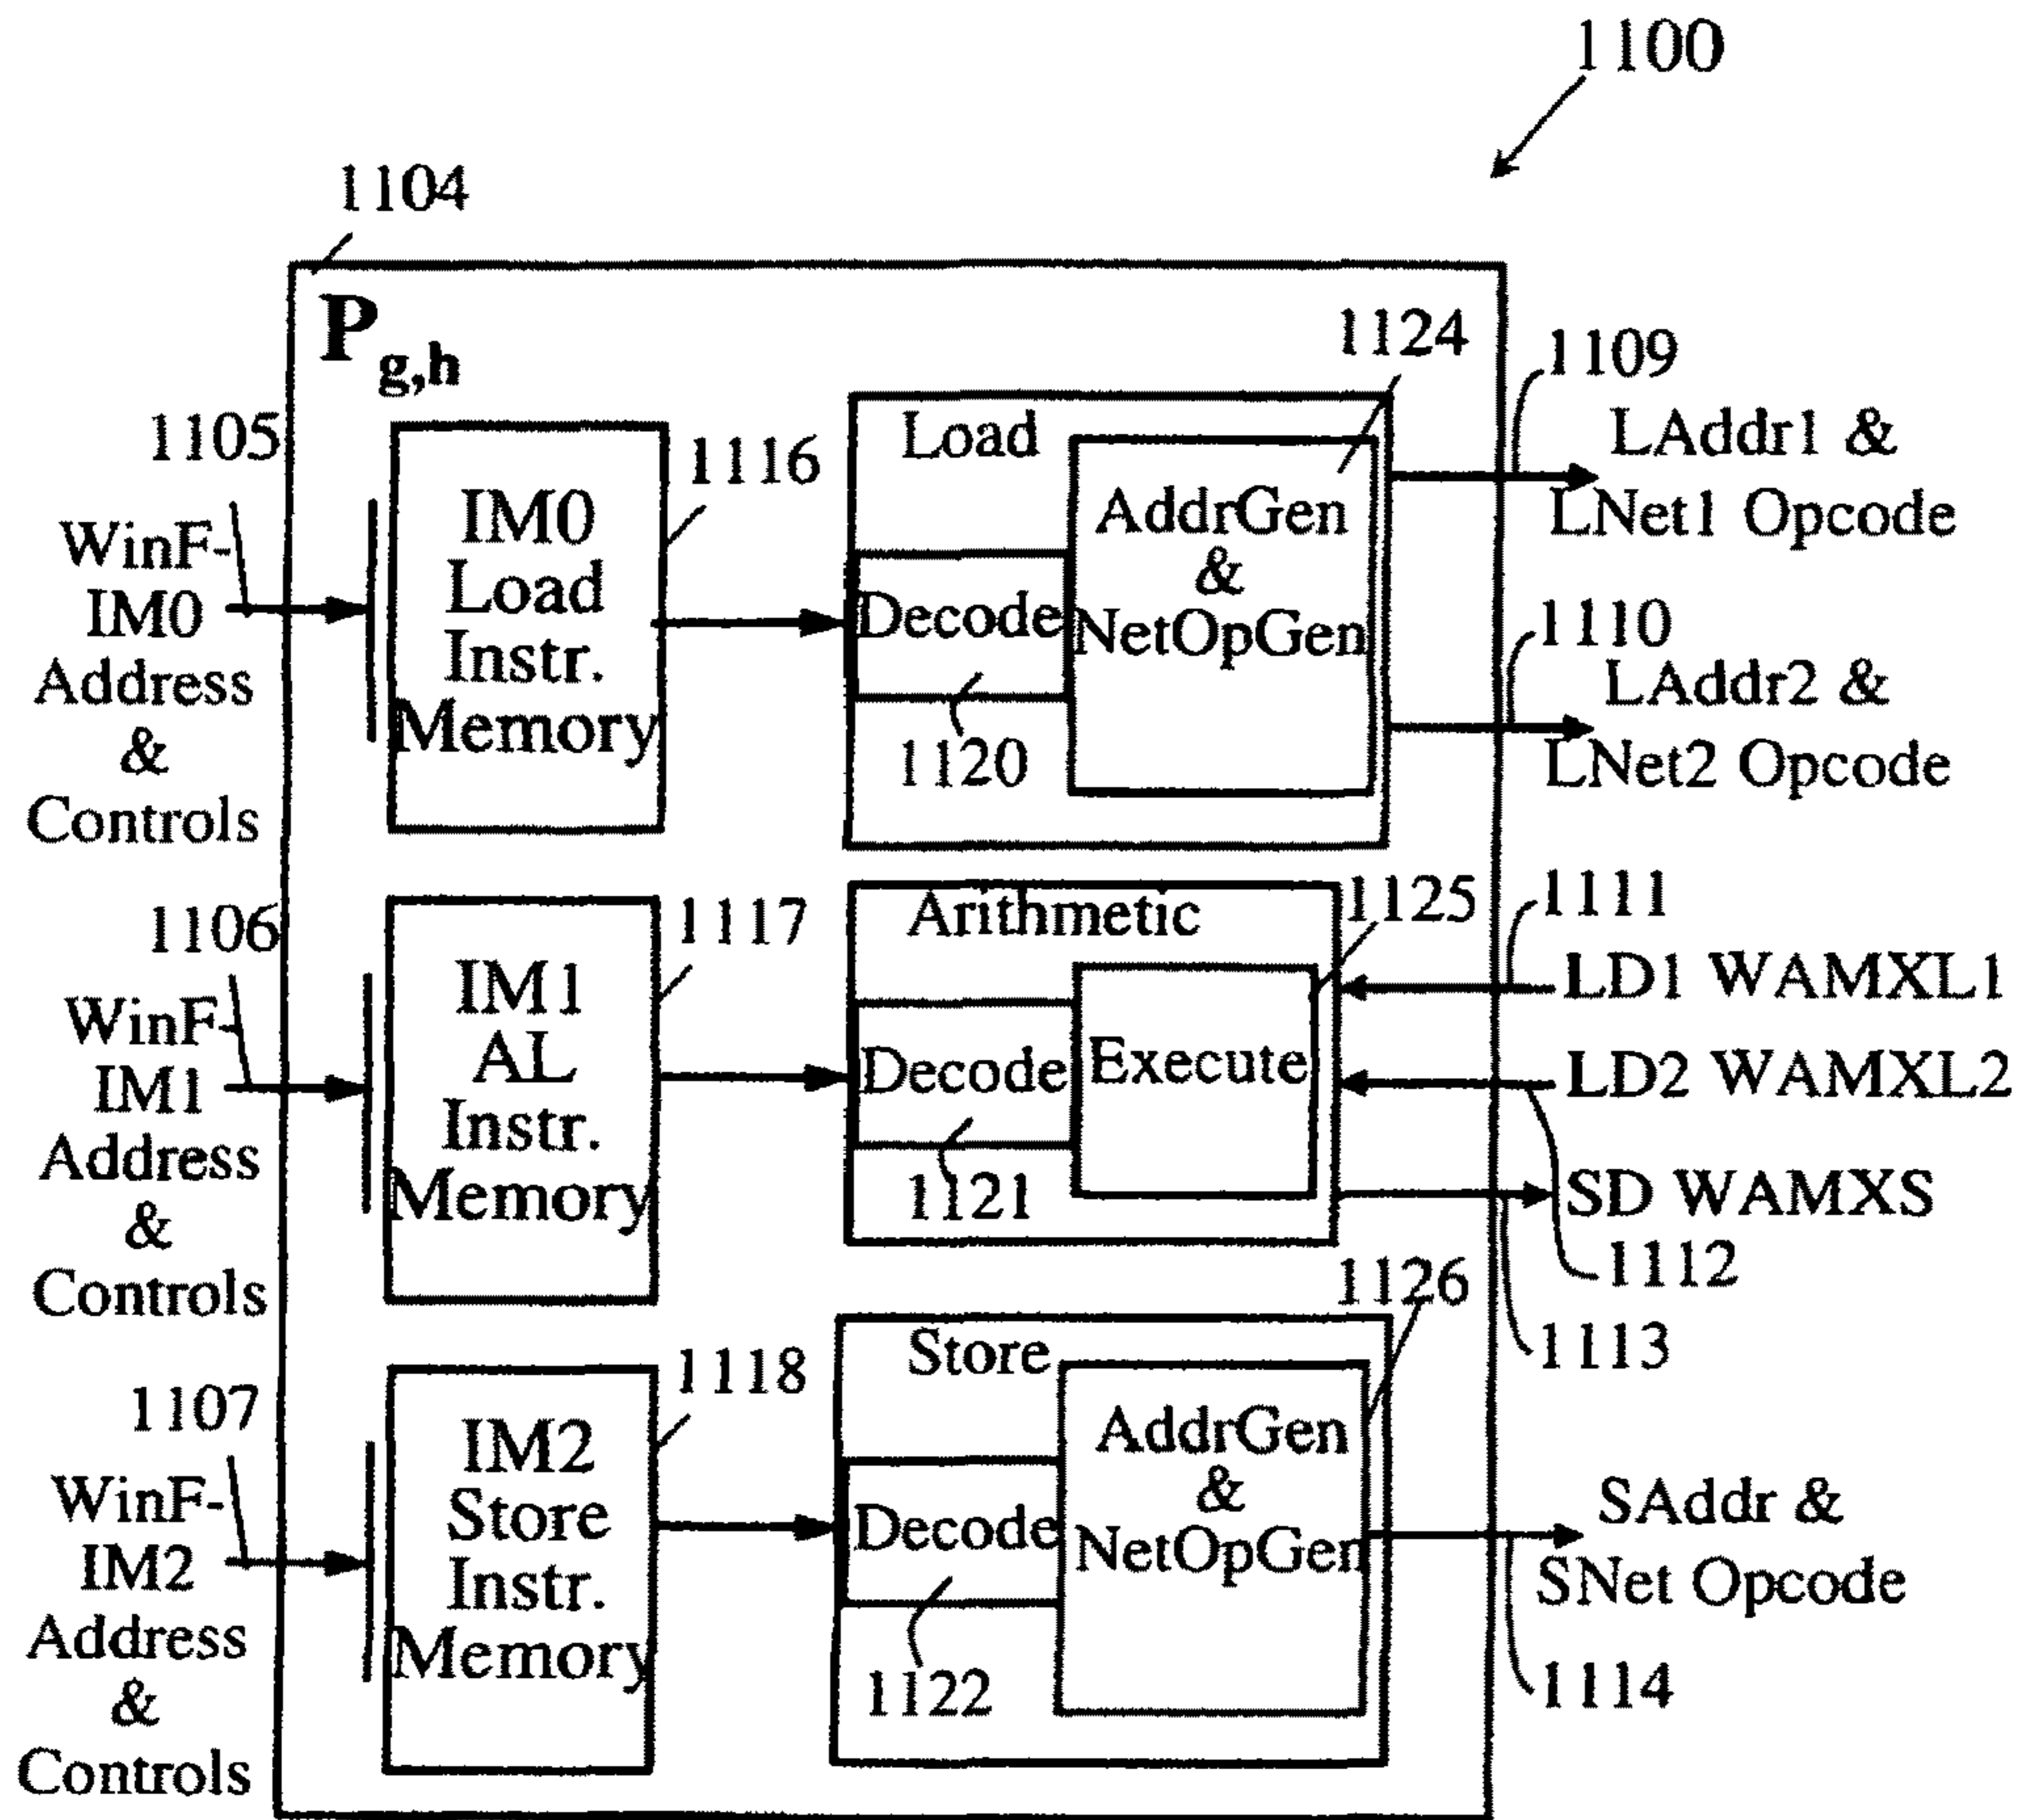 1100
1104
P g,h
1105
WinF-
IM0
Address
&
Controls
IM0
Load
Instr.
Memory
1116
Load
Decode
1120
AddrGen
&
NetOpGen
1124
1109
LAddr1 &
LNet1 Opcode
1110
LAddr2 &
LNet2 Opcode
1106
WinF-
IM1
Address
&
Controls
IM1
AL
Instr.
Memory
1117
Arithmetic
Decode
1121
Execute
1125
1111
LD1 WAMXL1
LD2 WAMXL2
SD WAMXS
1112
1113
1107
WinF-
IM2
Address
&
Controls
IM2
Store
Instr.
Memory
1118
Store
Decode
1122
AddrGen
&
NetOpGen
1126
SAddr &
SNet Opcode
1114